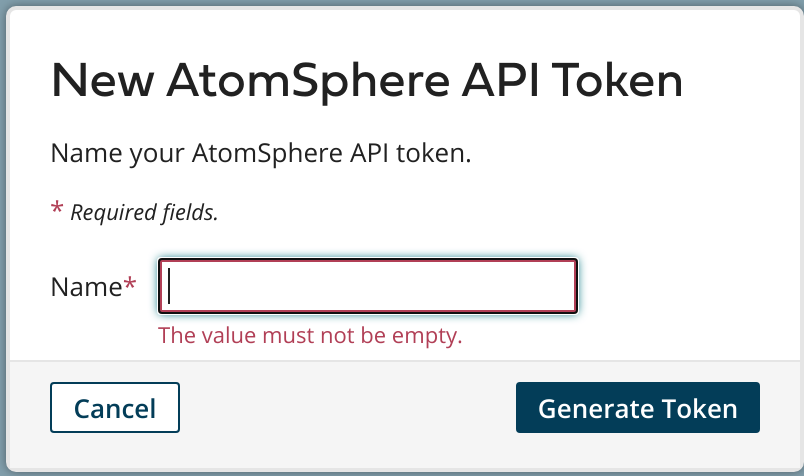 New AtomSphere API Token
Name your AtomSphere API token.
* Required fields.
Name*
The value must not be empty.
Cancel
Generate Token